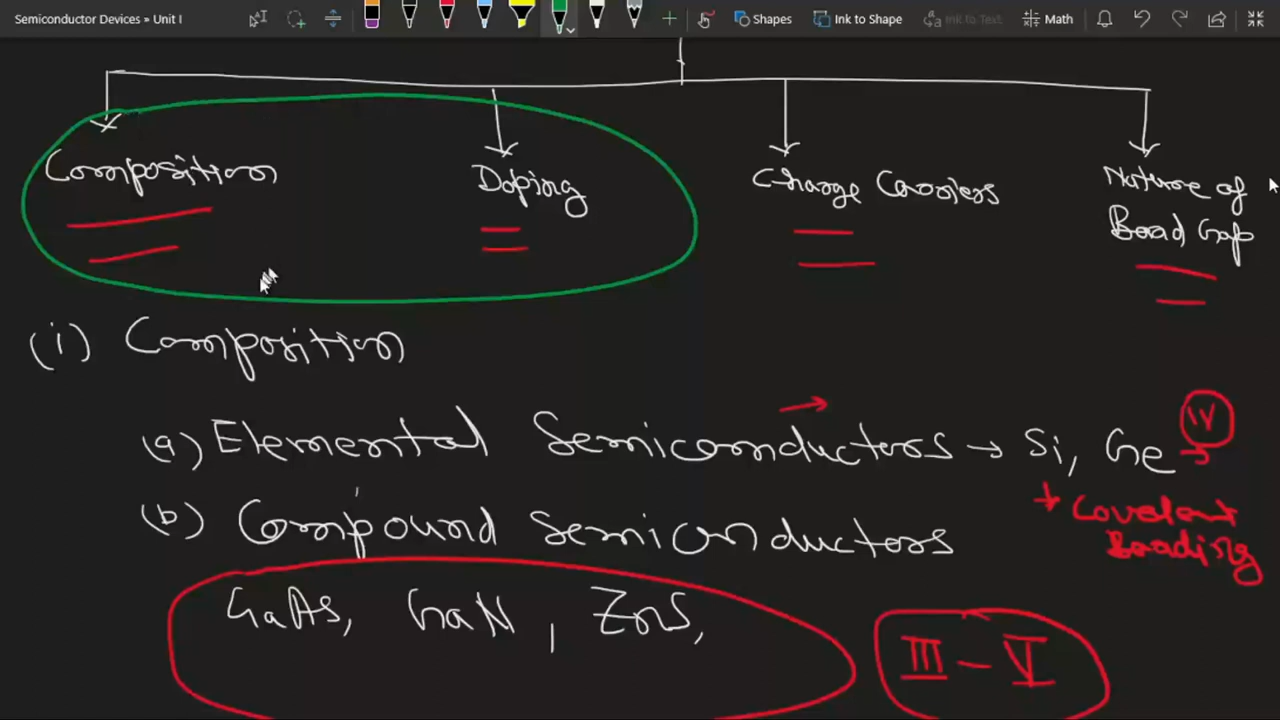 Semiconductor Devices » Unit I
Shapes
Ink to Shape
Ink to Text
Math
Composition
Doping
Charge Carriers
Nature of
Band Gap
(i) Composition
(a) Elemental Semiconductors → Si, Ge →
IV
+ Covalent
Bonding
(b) Compound Semiconductors
GaAs, GaN, ZnS,
III - V